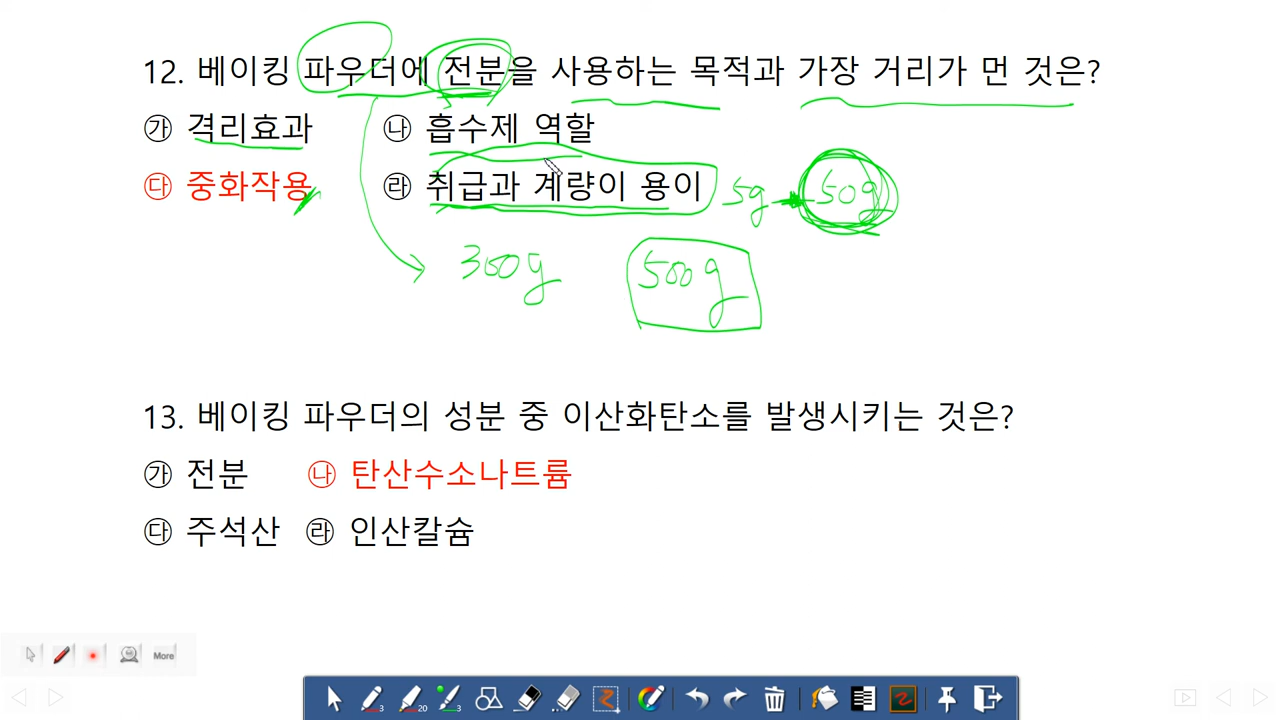 12. 베이킹 파우더에 전분을 사용하는 목적과 가장 거리가 먼 것은?
㉮ 격리효과 ㉯ 흡수제 역할
㉰ 중화작용 ㉱ 취급과 계량이 용이 5g 50g
300g 500g
13. 베이킹 파우더의 성분 중 이산화탄소를 발생시키는 것은?
㉮ 전분 ㉯ 탄산수소나트륨
㉰ 주석산 ㉱ 인산칼슘
More
3 20 3